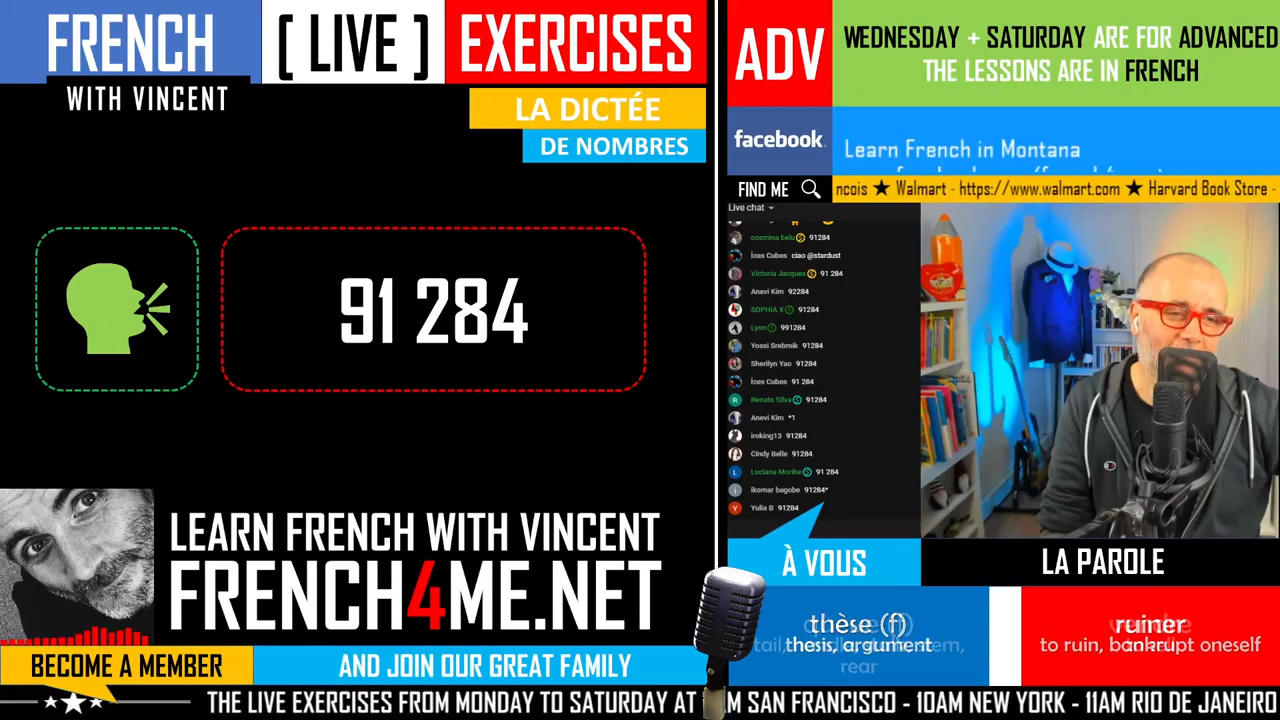 FRENCH
WITH VINCENT
[ LIVE ]
EXERCISES
LA DICTÉE
DE NOMBRES
91 284
LEARN FRENCH WITH VINCENT
FRENCH4ME.NET
BECOME A MEMBER
AND JOIN OUR GREAT FAMILY
ADV
WEDNESDAY + SATURDAY ARE FOR ADVANCED
THE LESSONS ARE IN FRENCH
facebook
Learn French in Montana
FIND ME
ncois ★ Walmart - https://www.walmart.com ★ Harvard Book Store -
Live chat
cosmina belu 91284
İces Cubes ciao @stardust
Victoria Jacques 91 284
Anevi Kim 92284
SOPHIA X 91284
Lynn 991284
Yossi Srebrnik 91284
Sherilyn Yao 91284
İces Cubes 91 284
R Renato Silva 91284
Anevi Kim *1
iroking13 91284
Cindy Belle 91284
L Luciana Moribe 91 284
i ikomar bagobe 91284*
Y Yulia B 91284
À VOUS
LA PAROLE
thèse (f)
thesis, argument
rear
ruiner
to ruin, bankrupt oneself
THE LIVE EXERCISES FROM MONDAY TO SATURDAY AT
M SAN FRANCISCO - 10AM NEW YORK - 11AM RIO DE JANEIRO